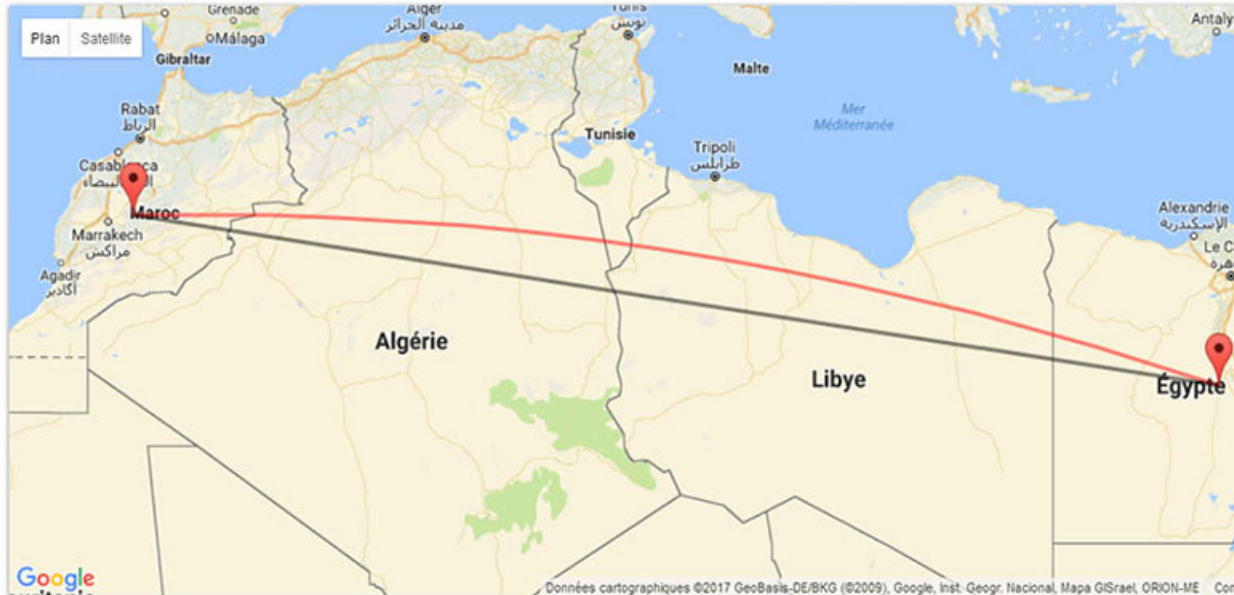 Grenade
Málaga
Alger
مدينة الجزائر
Tunis
تونس
Antaly
Plan Satellite
Gibraltar
Malte
Rabat
الرباط
Mer
Méditerranée
Tunisie
Tripoli
طرابلس
Casablanca
Maroc
Marrakech
مراكش
Alexandrie
الإسكندرية
Le C
Agadir
أكادير
Algérie
Libye
Égypte
Google
Données cartographiques ©2017 GeoBasis-DE/BKG (©2009), Google, Inst. Geogr. Nacional, Mapa GISrael, ORION-ME